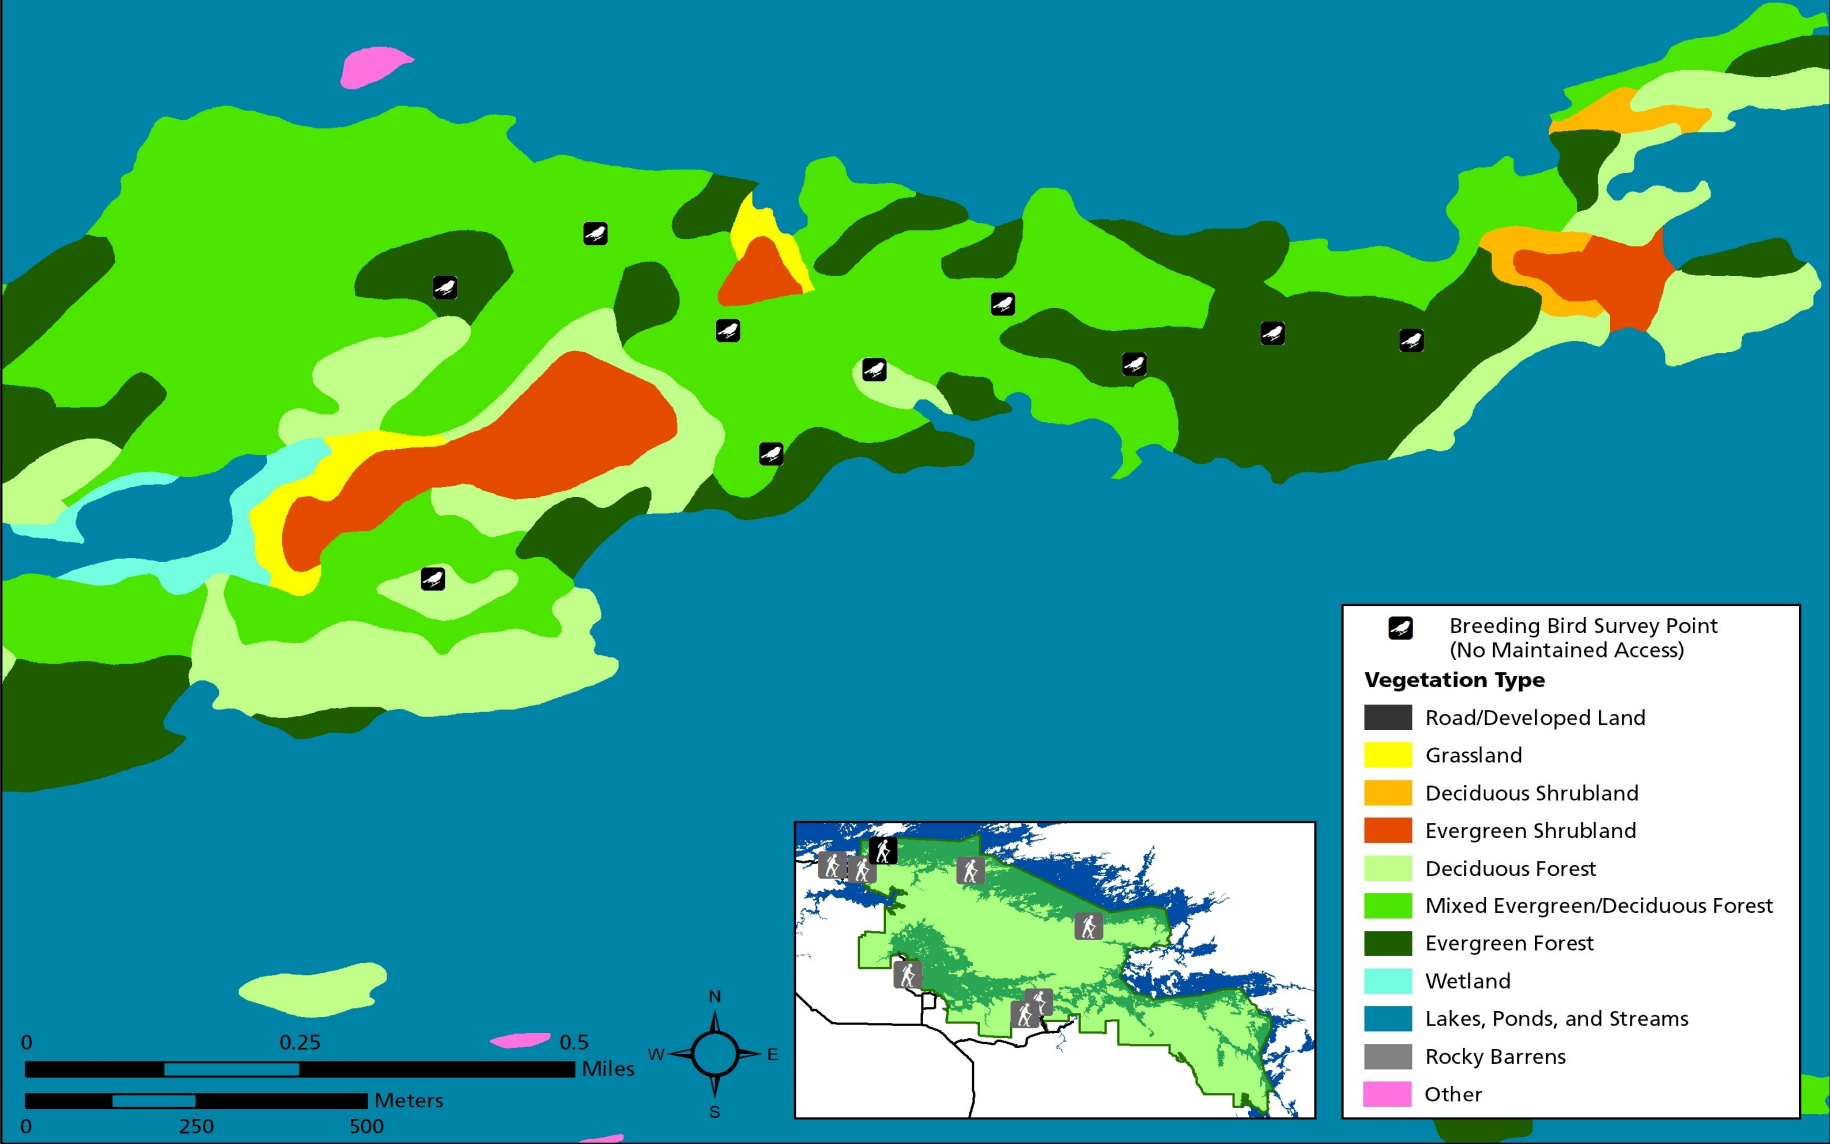 Breeding Bird Survey Point
(No Maintained Access)
Vegetation Type
Road/Developed Land
Grassland
Deciduous Shrubland
Evergreen Shrubland
Deciduous Forest
Mixed Evergreen/Deciduous Forest
Evergreen Forest
Wetland
Lakes, Ponds, and Streams
Rocky Barrens
Other
0 0.25 0.5
Miles
Meters
0 250 500
N
W E
S